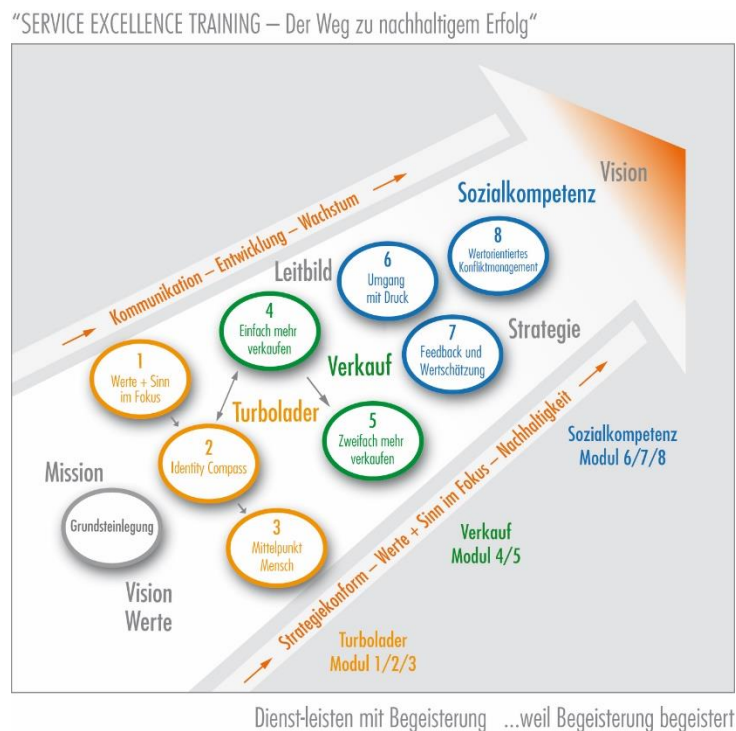 “SERVICE EXCELLENCE TRAINING – Der Weg zu nachhaltigem Erfolg“
Vision
Sozialkompetenz
Kommunikation – Entwicklung – Wachstum
8
Wertorientiertes
Konfliktmanagement
6
Umgang
mit Druck
Leitbild
4
Einfach mehr
verkaufen
7
Feedback und
Wertschätzung
Strategie
1
Werte + Sinn
im Fokus
Verkauf
Turbolader
5
Zweifach mehr
verkaufen
2
Identity Compass
Mission
Grundsteinlegung
3
Mittelpunkt
Mensch
Vision
Werte
Strategiekonform – Werte + Sinn im Fokus – Nachhaltigkeit
Sozialkompetenz
Modul 6/7/8
Verkauf
Modul 4/5
Turbolader
Modul 1/2/3
Dienst-leisten mit Begeisterung ...weil Begeisterung begeistert